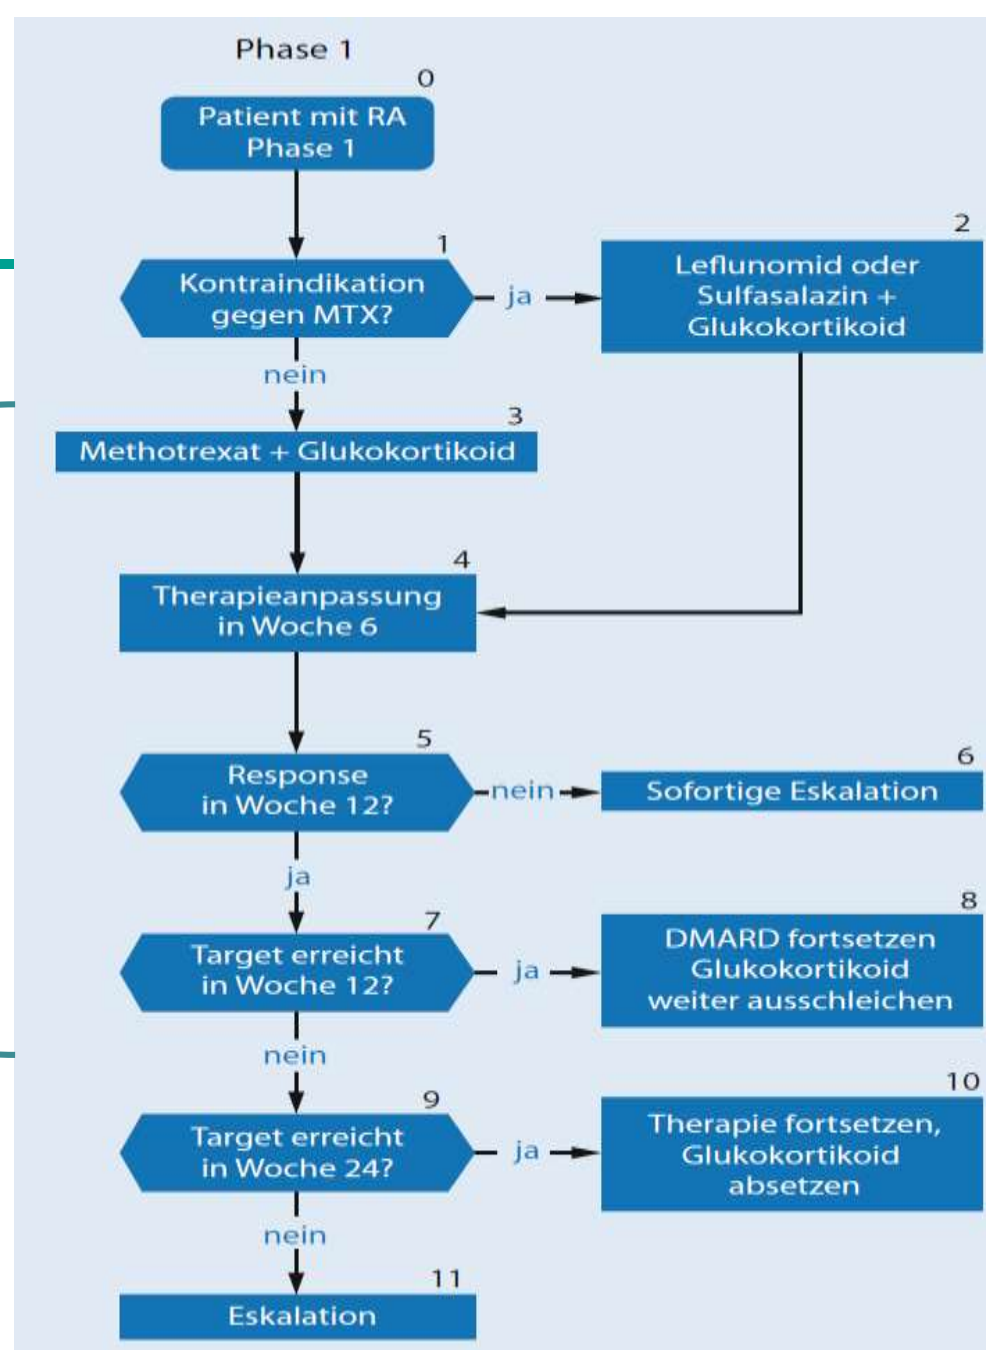 Phase 1
0
Patient mit RA
Phase 1
1
Kontraindikation
gegen MTX?
ja
2
Leflunomid oder
Sulfasalazin +
Glukokortikoid
nein
3
Methotrexat + Glukokortikoid
4
Therapieanpassung
in Woche 6
5
Response
in Woche 12?
nein
6
Sofortige Eskalation
ja
7
Target erreicht
in Woche 12?
ja
8
DMARD fortsetzen
Glukokortikoid
weiter ausschleichen
nein
9
Target erreicht
in Woche 24?
ja
10
Therapie fortsetzen,
Glukokortikoid
absetzen
nein
11
Eskalation